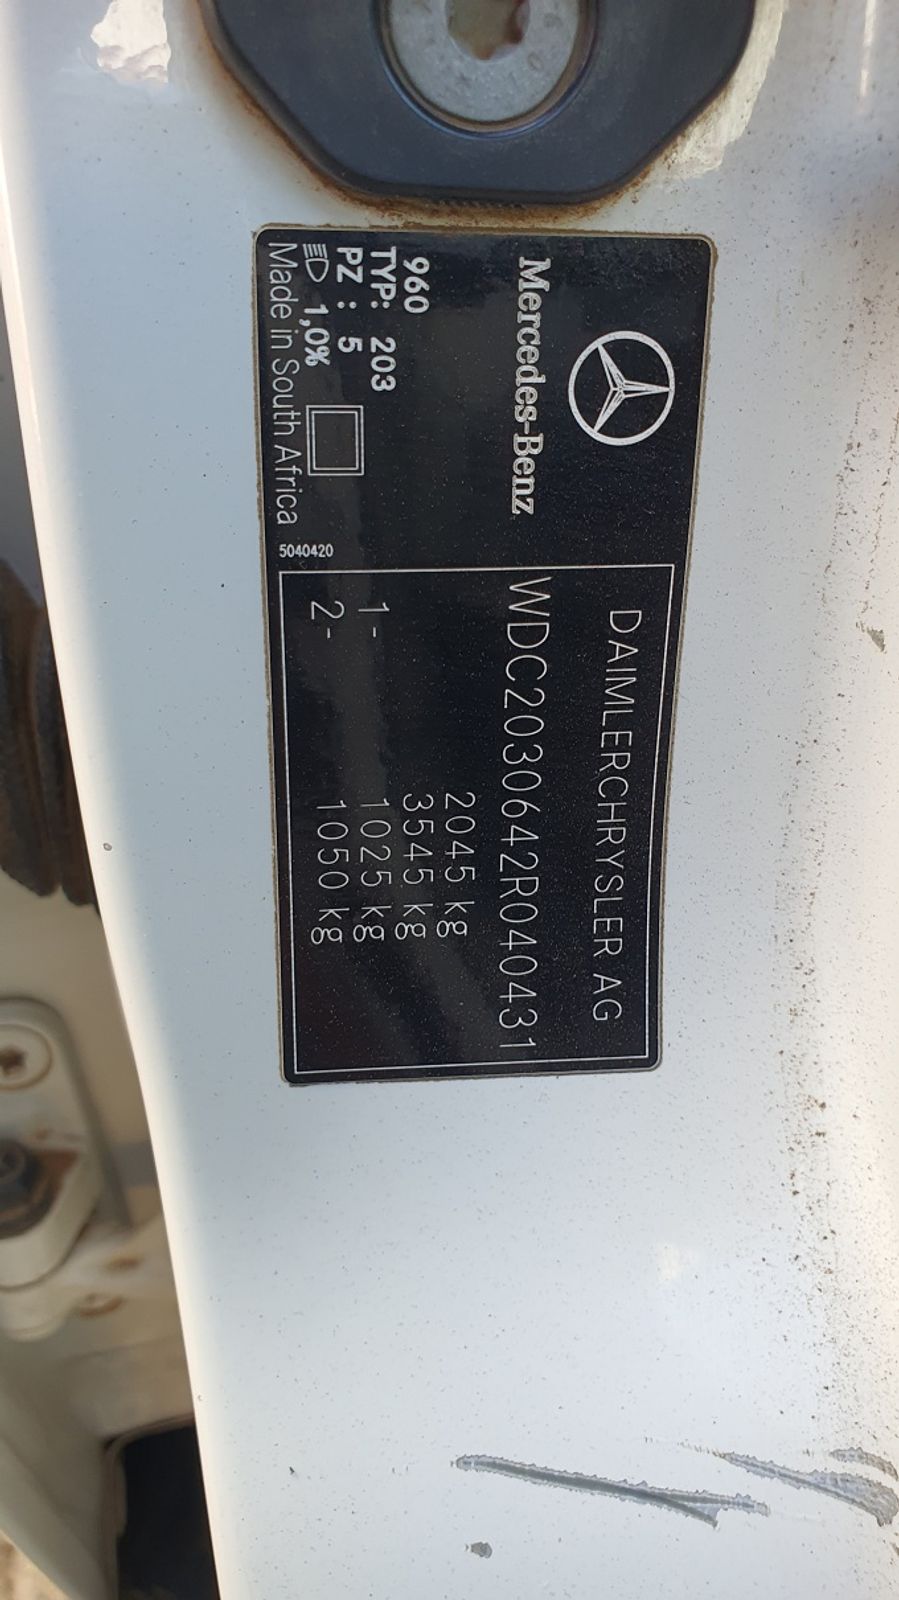 Mercedes-Benz
960
TYP: 203
PZ : 5
1,0%
Made in South Africa
5040420
DAIMLERCHRYSLER AG
WDC2030642R040431
2045 kg
3545 kg
1- 1025 kg
2- 1050 kg